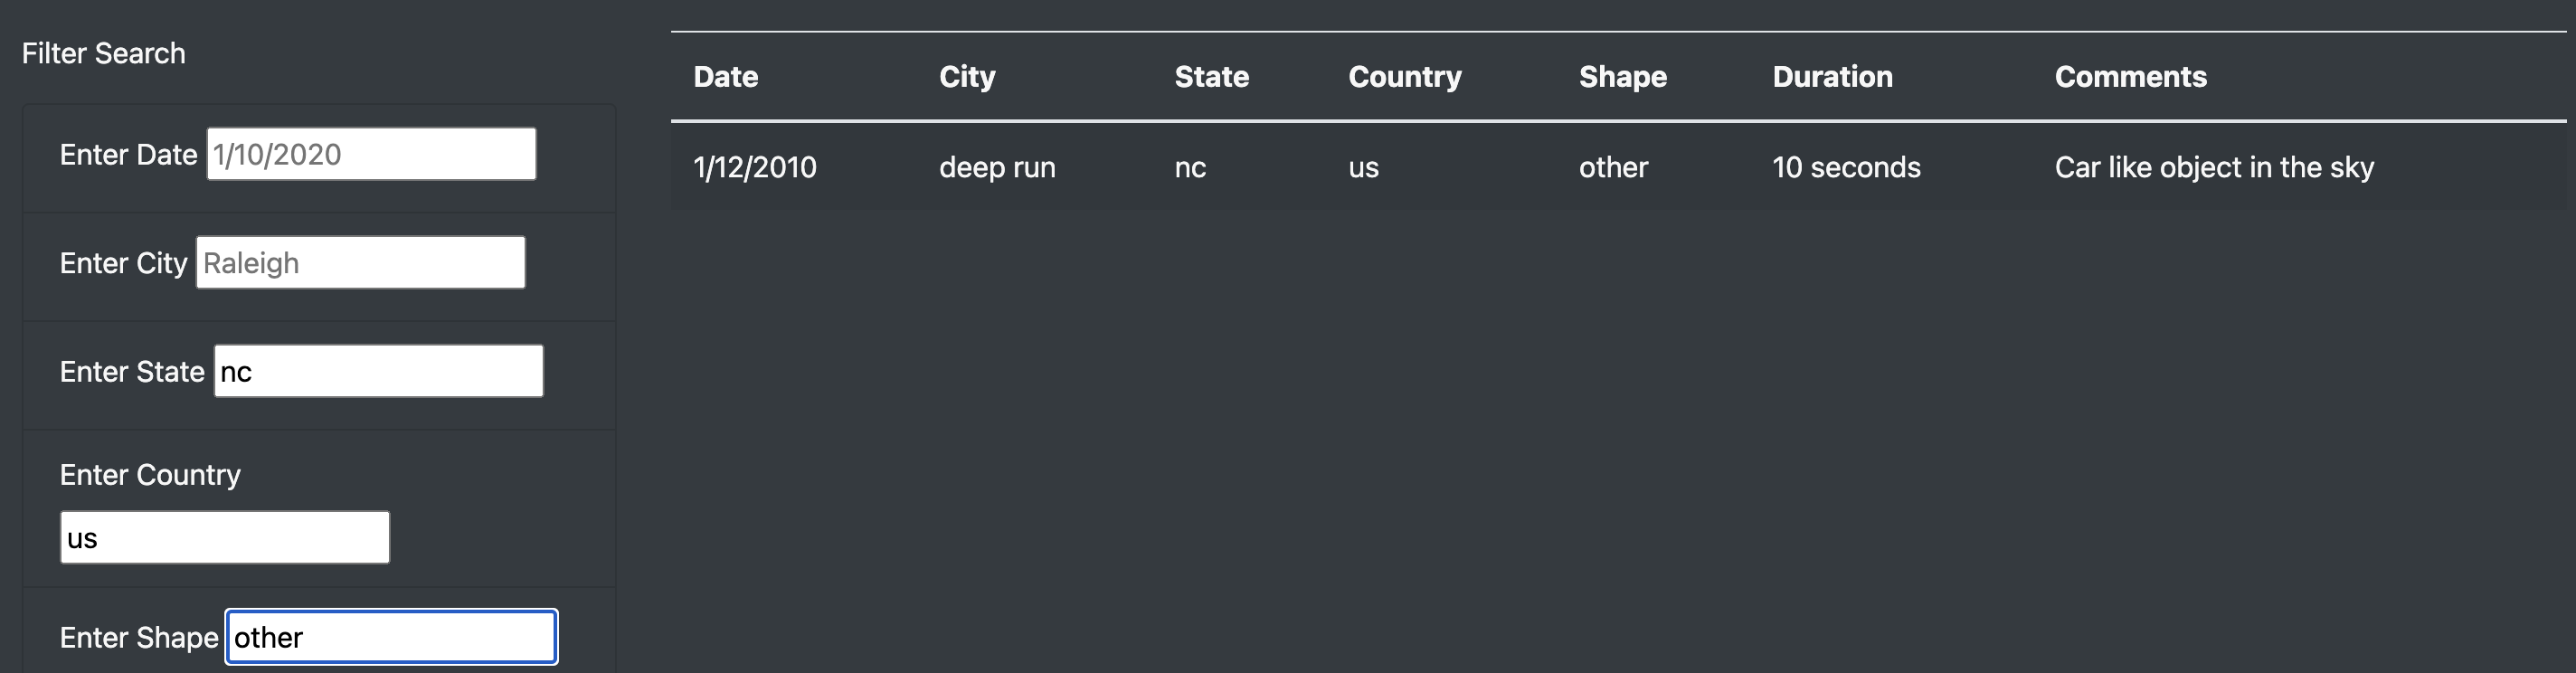 Filter Search
Enter Date 1/10/2020
Enter City Raleigh
Enter State nc
Enter Country
us
Enter Shape other
Date City State Country Shape Duration Comments
1/12/2010 deep run nc us other 10 seconds Car like object in the sky